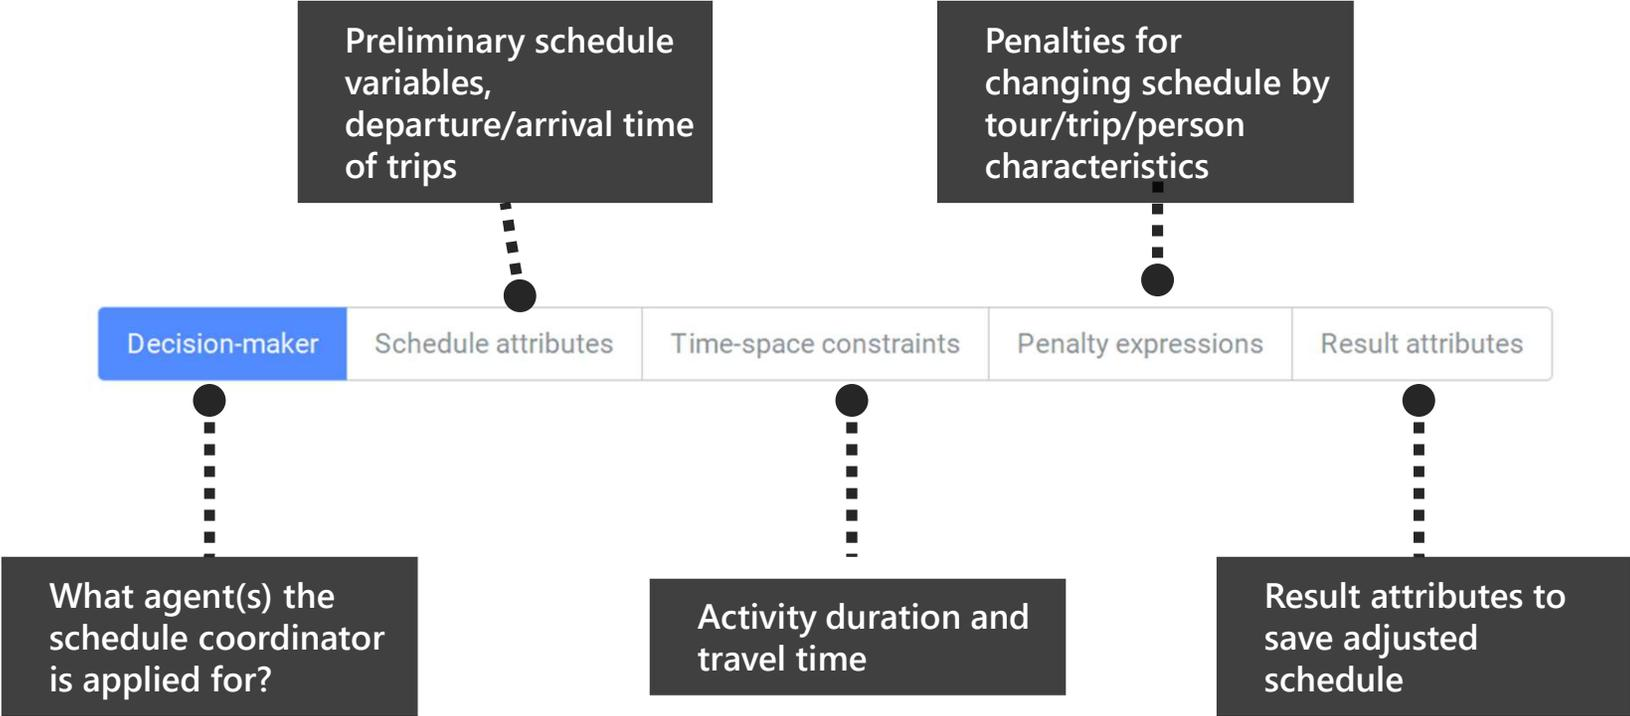 Preliminary schedule
variables,
departure/arrival time
of trips
Penalties for
changing schedule by
tour/trip/person
characteristics
Decision-maker
Schedule attributes
Time-space constraints
Penalty expressions
Result attributes
What agent(s) the
schedule coordinator
is applied for?
Activity duration and
travel time
Result attributes to
save adjusted
schedule